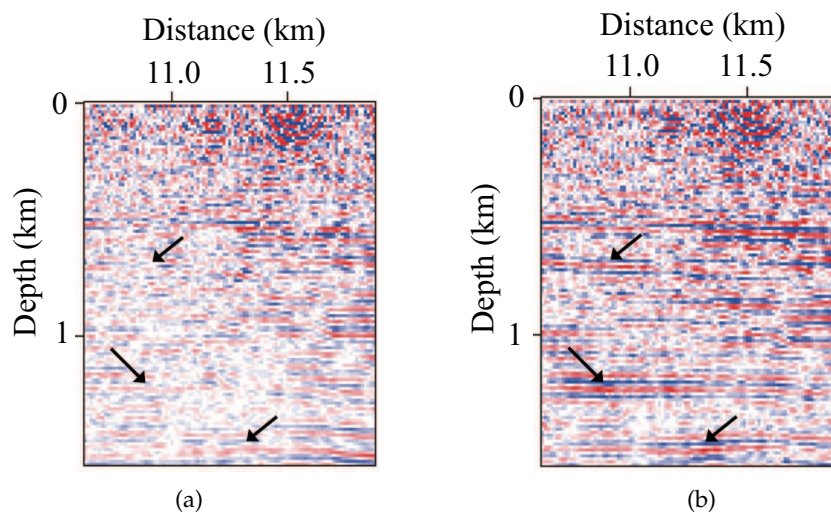 Distance (km)
11.0 11.5
0
Depth (km)
1
(a)
Distance (km)
11.0 11.5
0
Depth (km)
1
(b)